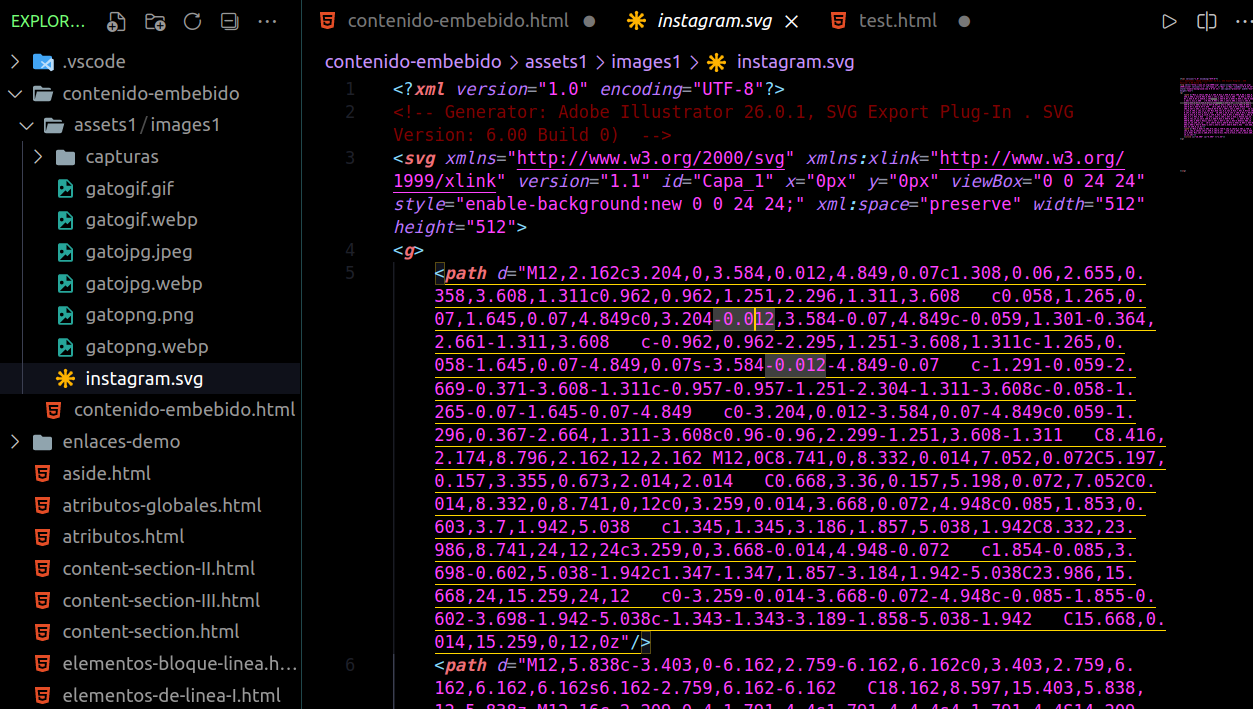 EXPLOR...
contenido-embebido.html
instagram.svg
test.html
.vscode
contenido-embebido
assets1/images1
capturas
gatogif.gif
gatogif.webp
gatojpg.jpeg
gatojpg.webp
gatopng.png
gatopng.webp
instagram.svg
contenido-embebido.html
enlaces-demo
aside.html
atributos-globales.html
atributos.html
content-section-II.html
content-section-III.html
content-section.html
elementos-bloque-linea.h...
elementos-de-linea-I.html
contenido-embebido > assets1 > images1 > instagram.svg
1 <?xml version="1.0" encoding="UTF-8"?>
2 <!-- Generator: Adobe Illustrator 26.0.1, SVG Export Plug-In . SVG
Version: 6.00 Build 0)  -->
3 <svg xmlns="http://www.w3.org/2000/svg" xmlns:xlink="http://www.w3.org/
1999/xlink" version="1.1" id="Capa_1" x="0px" y="0px" viewBox="0 0 24 24"
style="enable-background:new 0 0 24 24;" xml:space="preserve" width="512"
height="512">
4 <g>
5 <path d="M12,2.162c3.204,0,3.584,0.012,4.849,0.07c1.308,0.06,2.655,0.
358,3.608,1.311c0.962,0.962,1.251,2.296,1.311,3.608   c0.058,1.265,0.
07,1.645,0.07,4.849c0,3.204-0.012,3.584-0.07,4.849c-0.059,1.301-0.364,
2.661-1.311,3.608   c-0.962,0.962-2.295,1.251-3.608,1.311c-1.265,0.
058-1.645,0.07-4.849,0.07s-3.584-0.012-4.849-0.07   c-1.291-0.059-2.
669-0.371-3.608-1.311c-0.957-0.957-1.251-2.304-1.311-3.608c-0.058-1.
265-0.07-1.645-0.07-4.849   c0-3.204,0.012-3.584,0.07-4.849c0.059-1.
296,0.367-2.664,1.311-3.608c0.96-0.96,2.299-1.251,3.608-1.311   C8.416,
2.174,8.796,2.162,12,2.162 M12,0C8.741,0,8.332,0.014,7.052,0.072C5.197,
0.157,3.355,0.673,2.014,2.014   C0.668,3.36,0.157,5.198,0.072,7.052C0.
014,8.332,0,8.741,0,12c0,3.259,0.014,3.668,0.072,4.948c0.085,1.853,0.
603,3.7,1.942,5.038   c1.345,1.345,3.186,1.857,5.038,1.942C8.332,23.
986,8.741,24,12,24c3.259,0,3.668-0.014,4.948-0.072   c1.854-0.085,3.
698-0.602,5.038-1.942c1.347-1.347,1.857-3.184,1.942-5.038C23.986,15.
668,24,15.259,24,12   c0-3.259-0.014-3.668-0.072-4.948c-0.085-1.855-0.
602-3.698-1.942-5.038c-1.343-1.343-3.189-1.858-5.038-1.942   C15.668,0.
014,15.259,0,12,0z"/>
6 <path d="M12,5.838c-3.403,0-6.162,2.759-6.162,6.162c0,3.403,2.759,6.
162,6.162,6.162s6.162-2.759,6.162-6.162   C18.162,8.597,15.403,5.838,